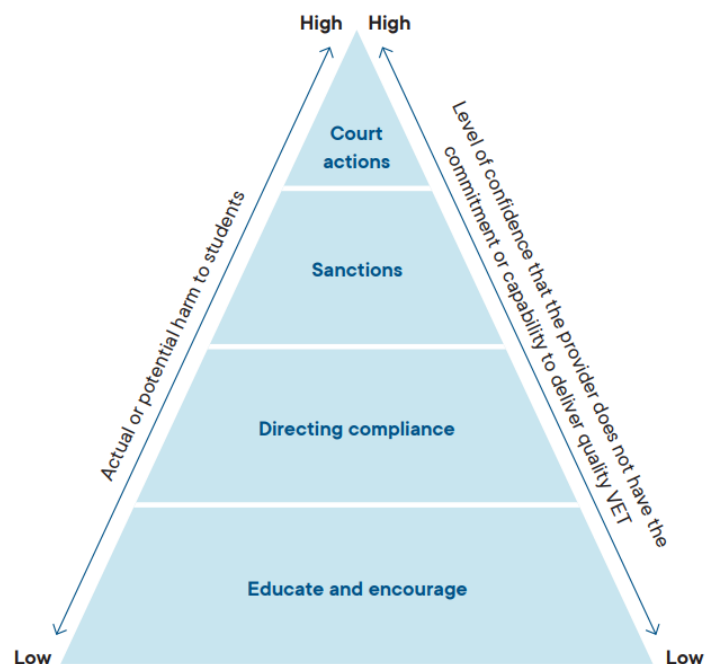 High
High
Court
actions
Sanctions
Directing compliance
Educate and encourage
Actual or potential harm to students
Level of confidence that the provider does not have the
commitment or capability to deliver quality VET
Low
Low